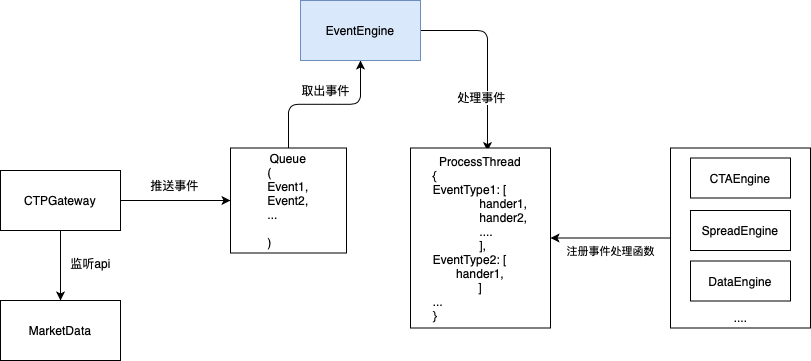 EventEngine
取出事件
处理事件
Queue
(
Event1,
Event2,
...
)
ProcessThread
{
EventType1: [
hander1,
hander2,
....
],
EventType2: [
hander1,
]
...
}
CTPGateway
推送事件
监听api
MarketData
注册事件处理函数
CTAEngine
SpreadEngine
DataEngine
....